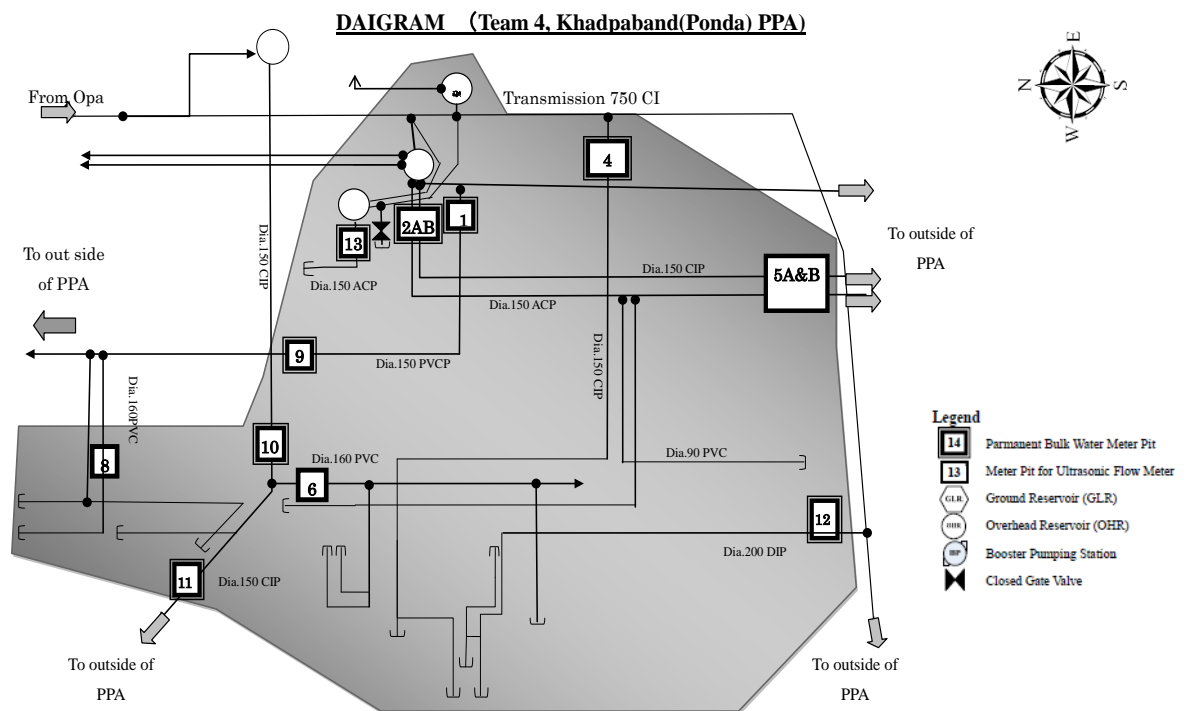 DAIGRAM （Team 4, Khadpaband(Ponda) PPA)
From Opa
Transmission 750 CI
N
E
S
W
4
1
2AB
13
Dia.150 ACP
Dia.150 CIP
To out side
of PPA
To outside of
PPA
Dia.150 CIP
5A&B
Dia.150 ACP
9
Dia.150 PVCP
Dia.150 CIP
Dia.160PVC
8
10
Dia.160 PVC
6
Dia.90 PVC
12
Dia.200 DIP
11
Dia.150 CIP
To outside of
PPA
To outside of
PPA
Legend
14 Parmanent Bulk Water Meter Pit
13 Meter Pit for Ultrasonic Flow Meter
GLR Ground Reservoir (GLR)
OHR Overhead Reservoir (OHR)
Booster Pumping Station
Closed Gate Valve